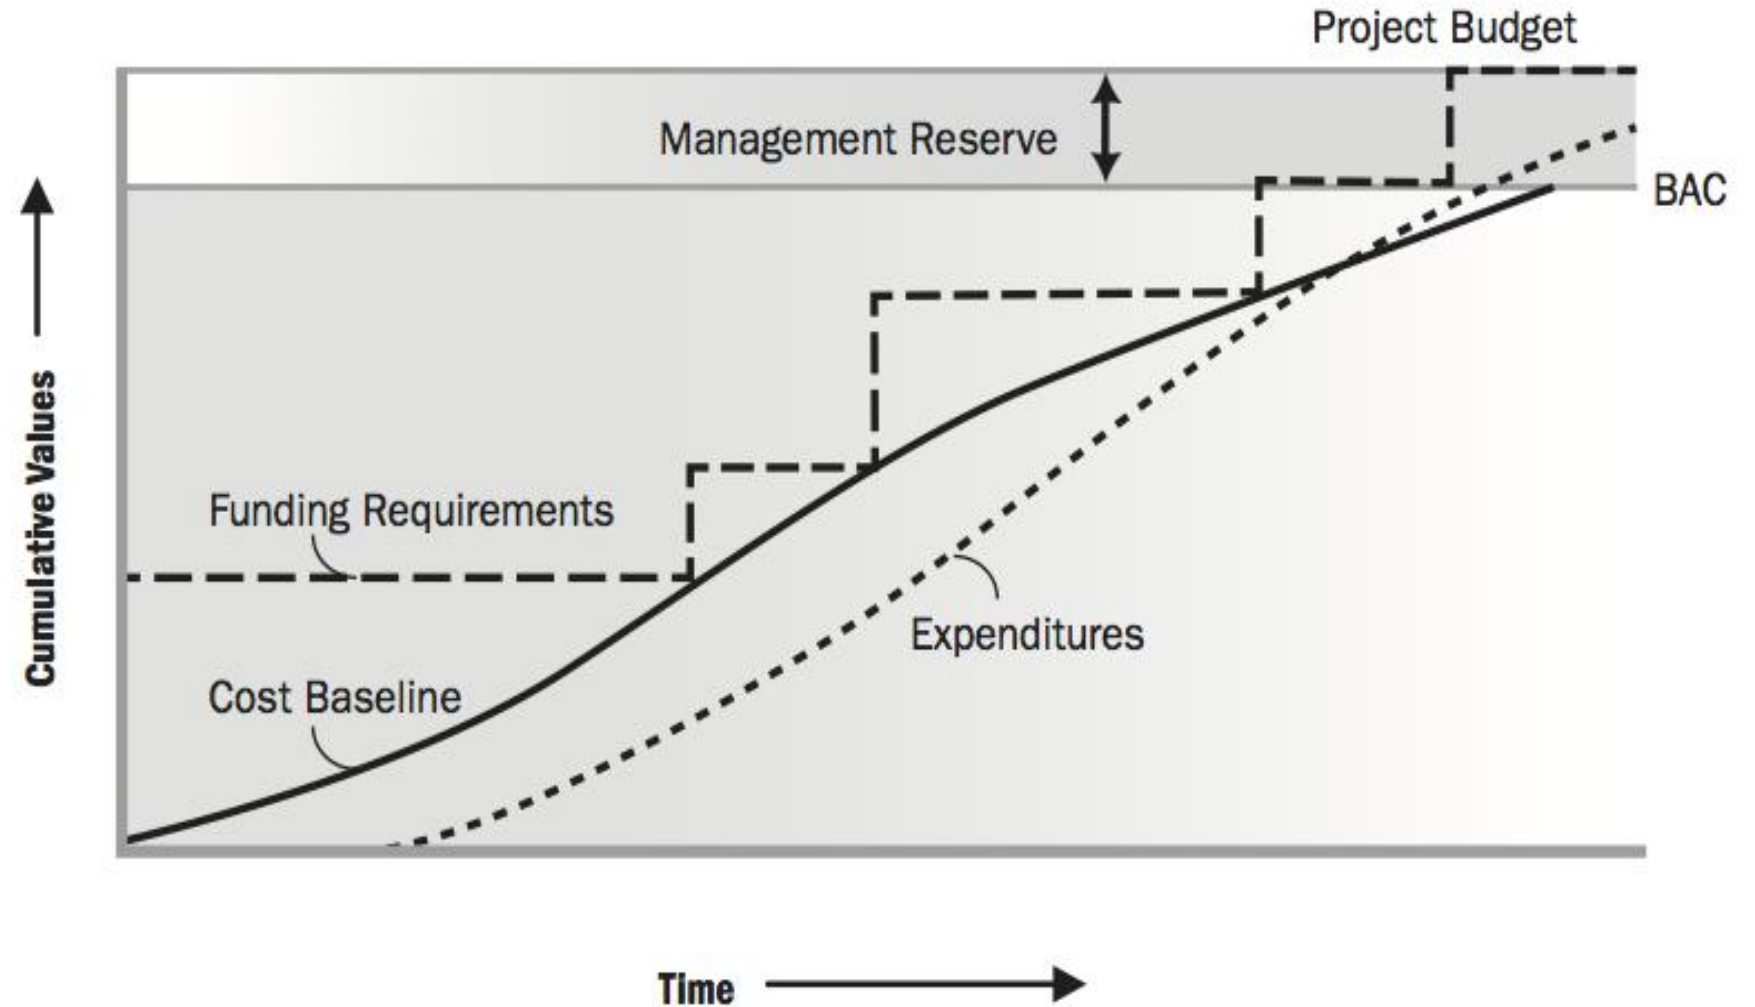 Project Budget
Management Reserve
BAC
Funding Requirements
Expenditures
Cost Baseline
Cumulative Values
Time